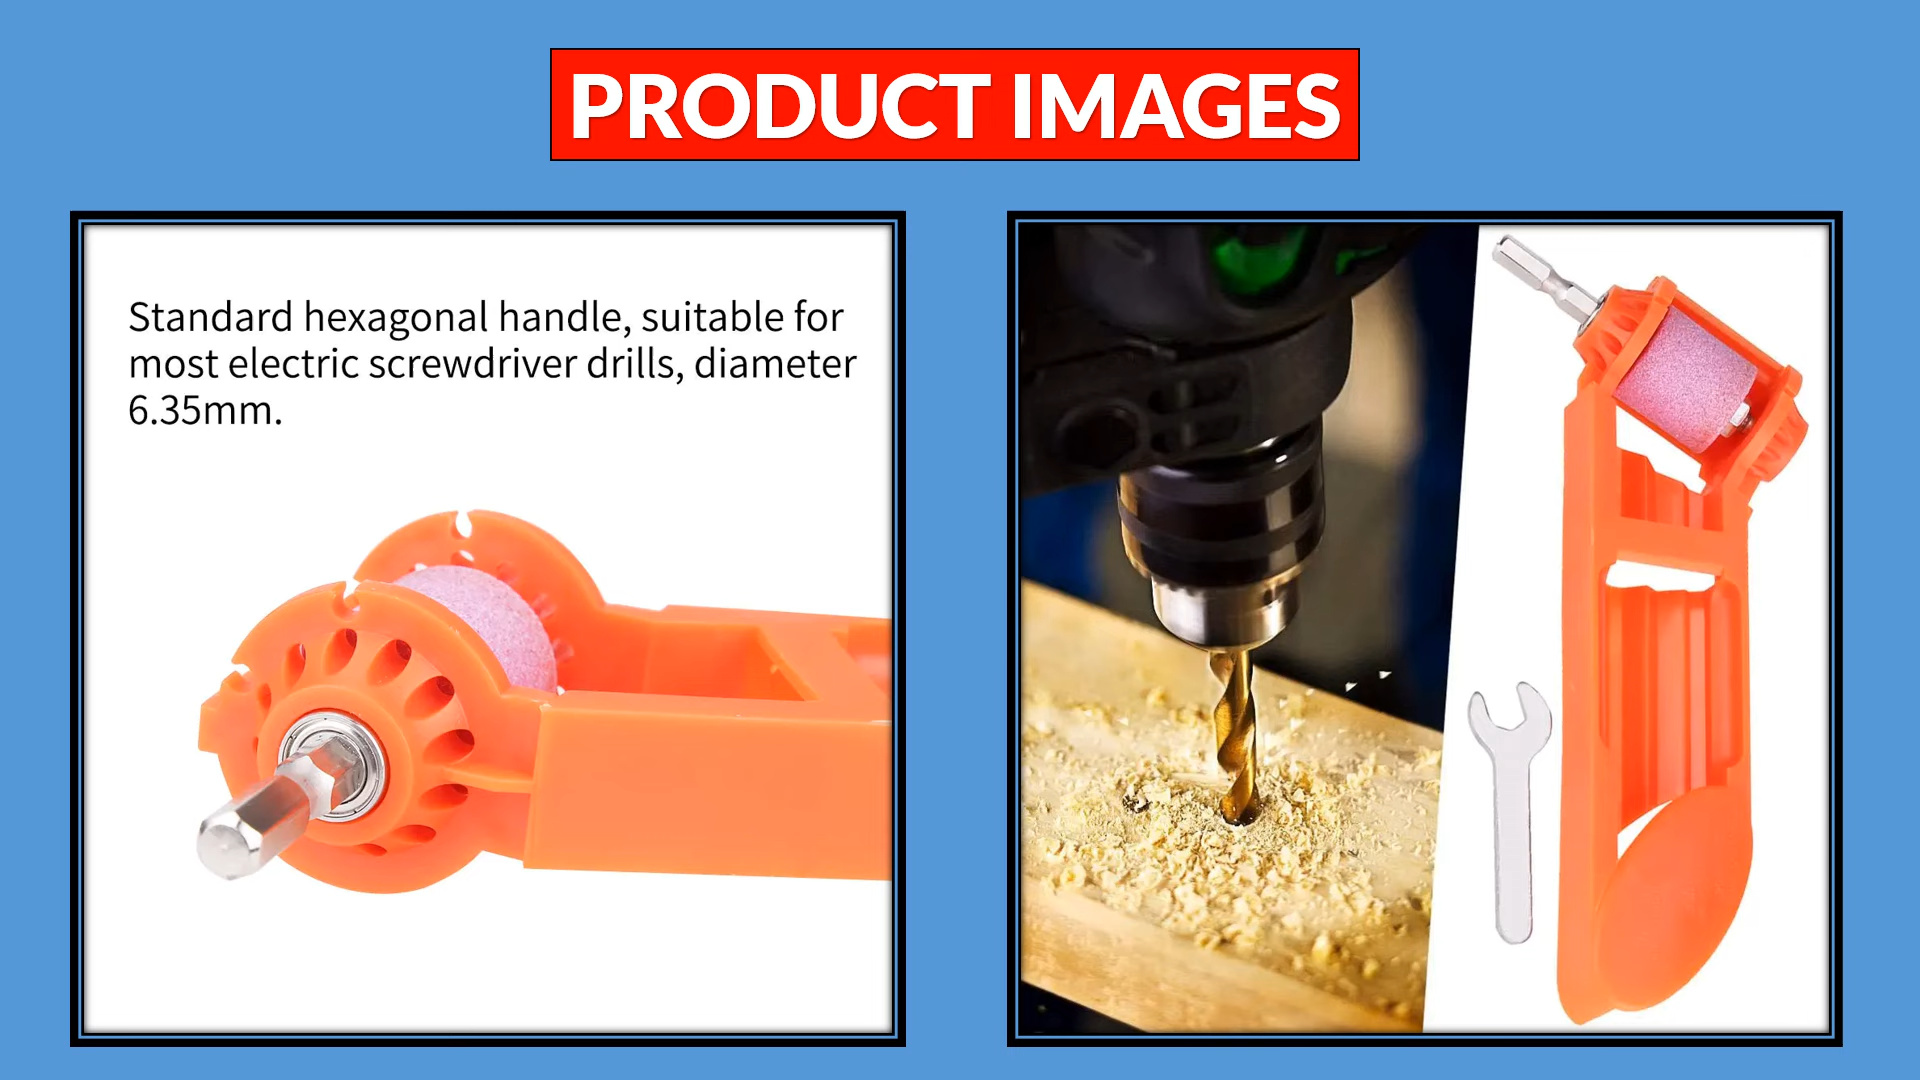 PRODUCT IMAGES
Standard hexagonal handle, suitable for
most electric screwdriver drills, diameter
6.35mm.